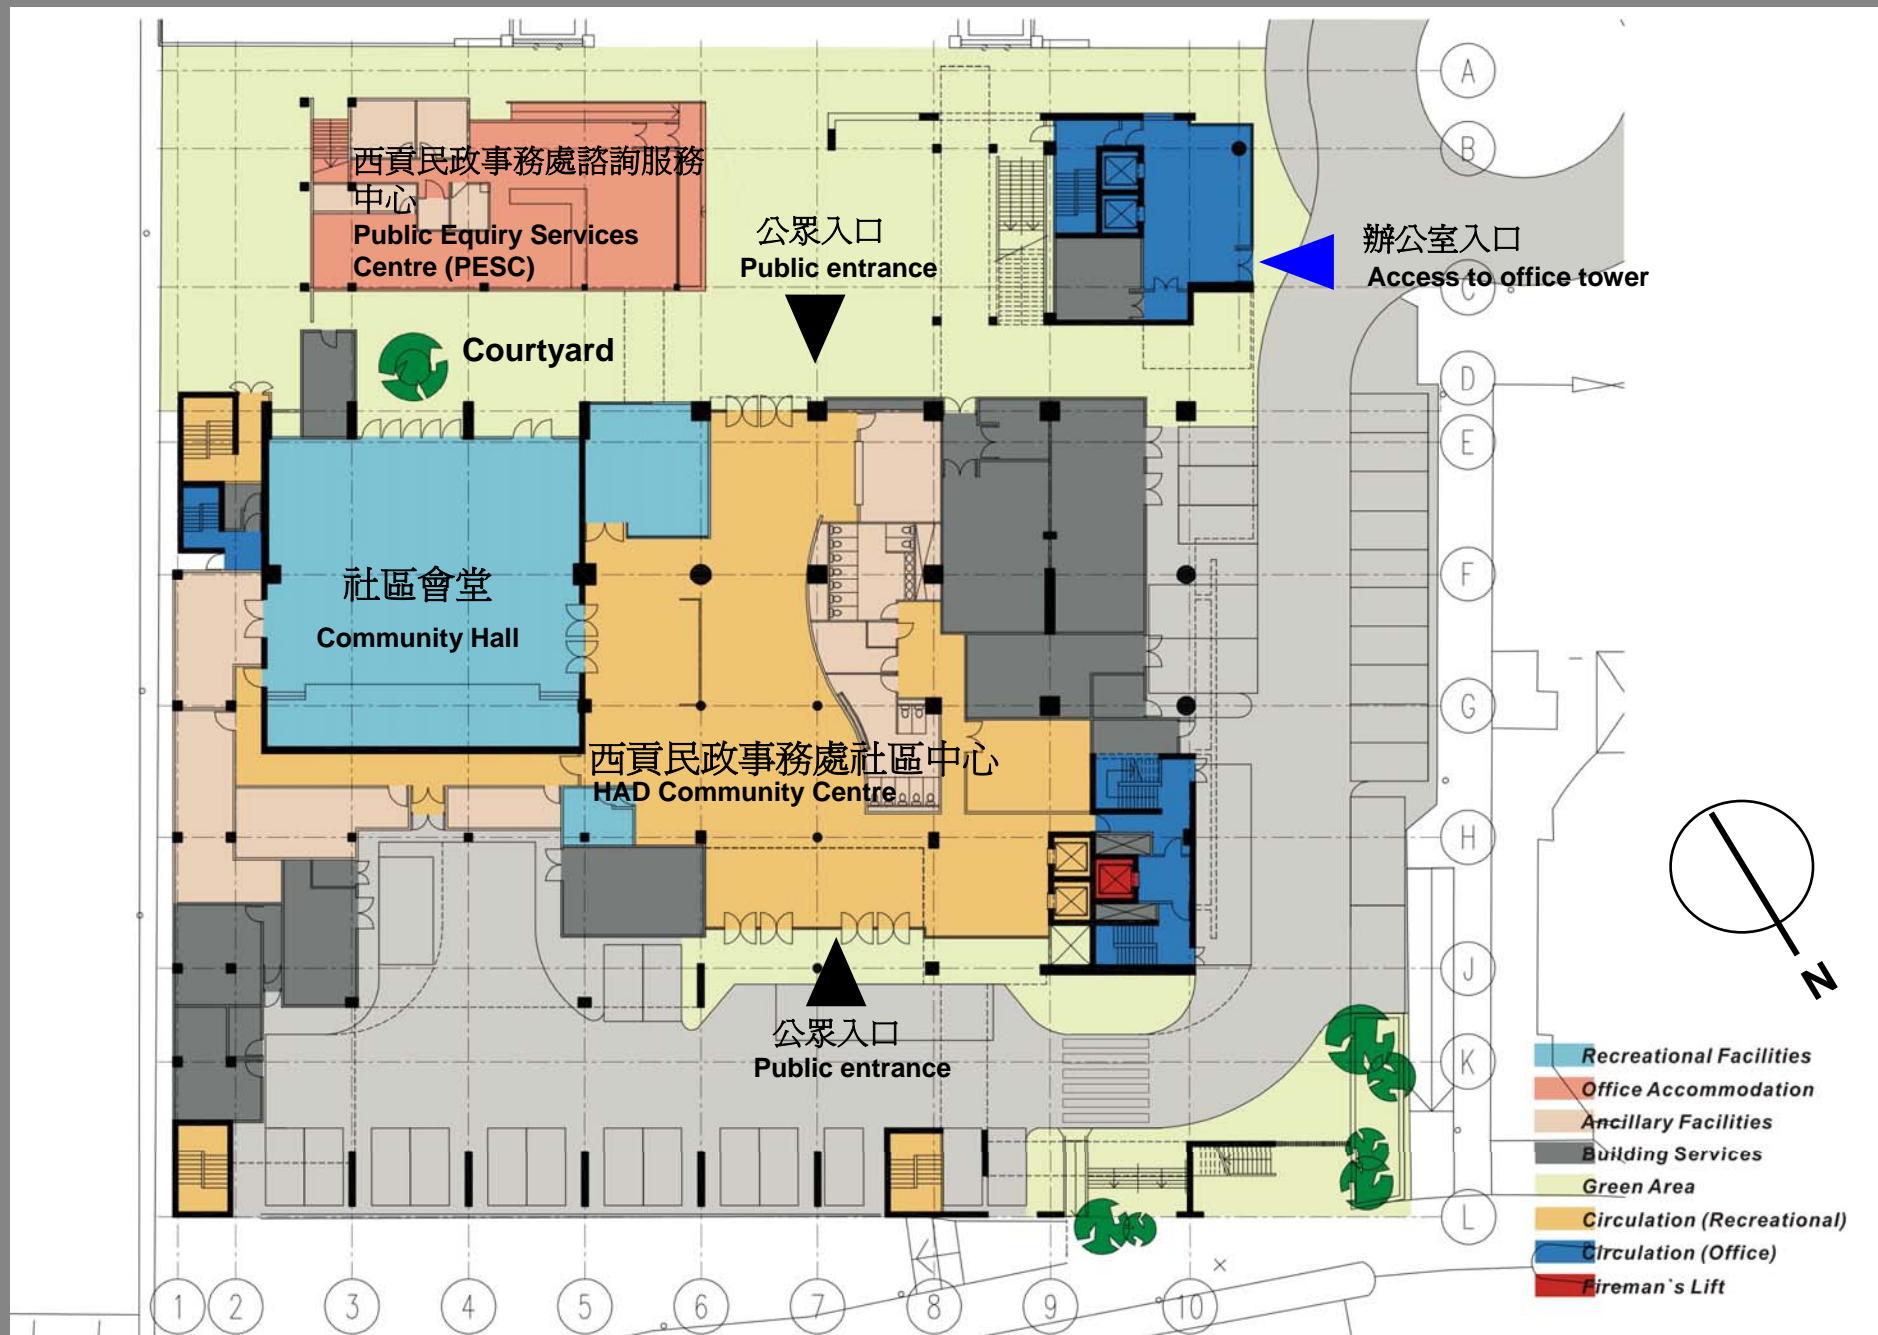 A
B
西貢民政事務處諮詢服務
中心
Public Equiry Services
Centre (PESC)
公眾入口
Public entrance
辦公室入口
Access to office tower
C
Courtyard
D
E
F
社區會堂
Community Hall
G
西貢民政事務處社區中心
HAD Community Centre
H
J
N
公眾入口
Public entrance
K
Recreational Facilities
Office Accommodation
Ancillary Facilities
Building Services
Green Area
L
Circulation (Recreational)
Circulation (Office)
Fireman`s Lift
1 2 3 4 5 6 7 8 9 10